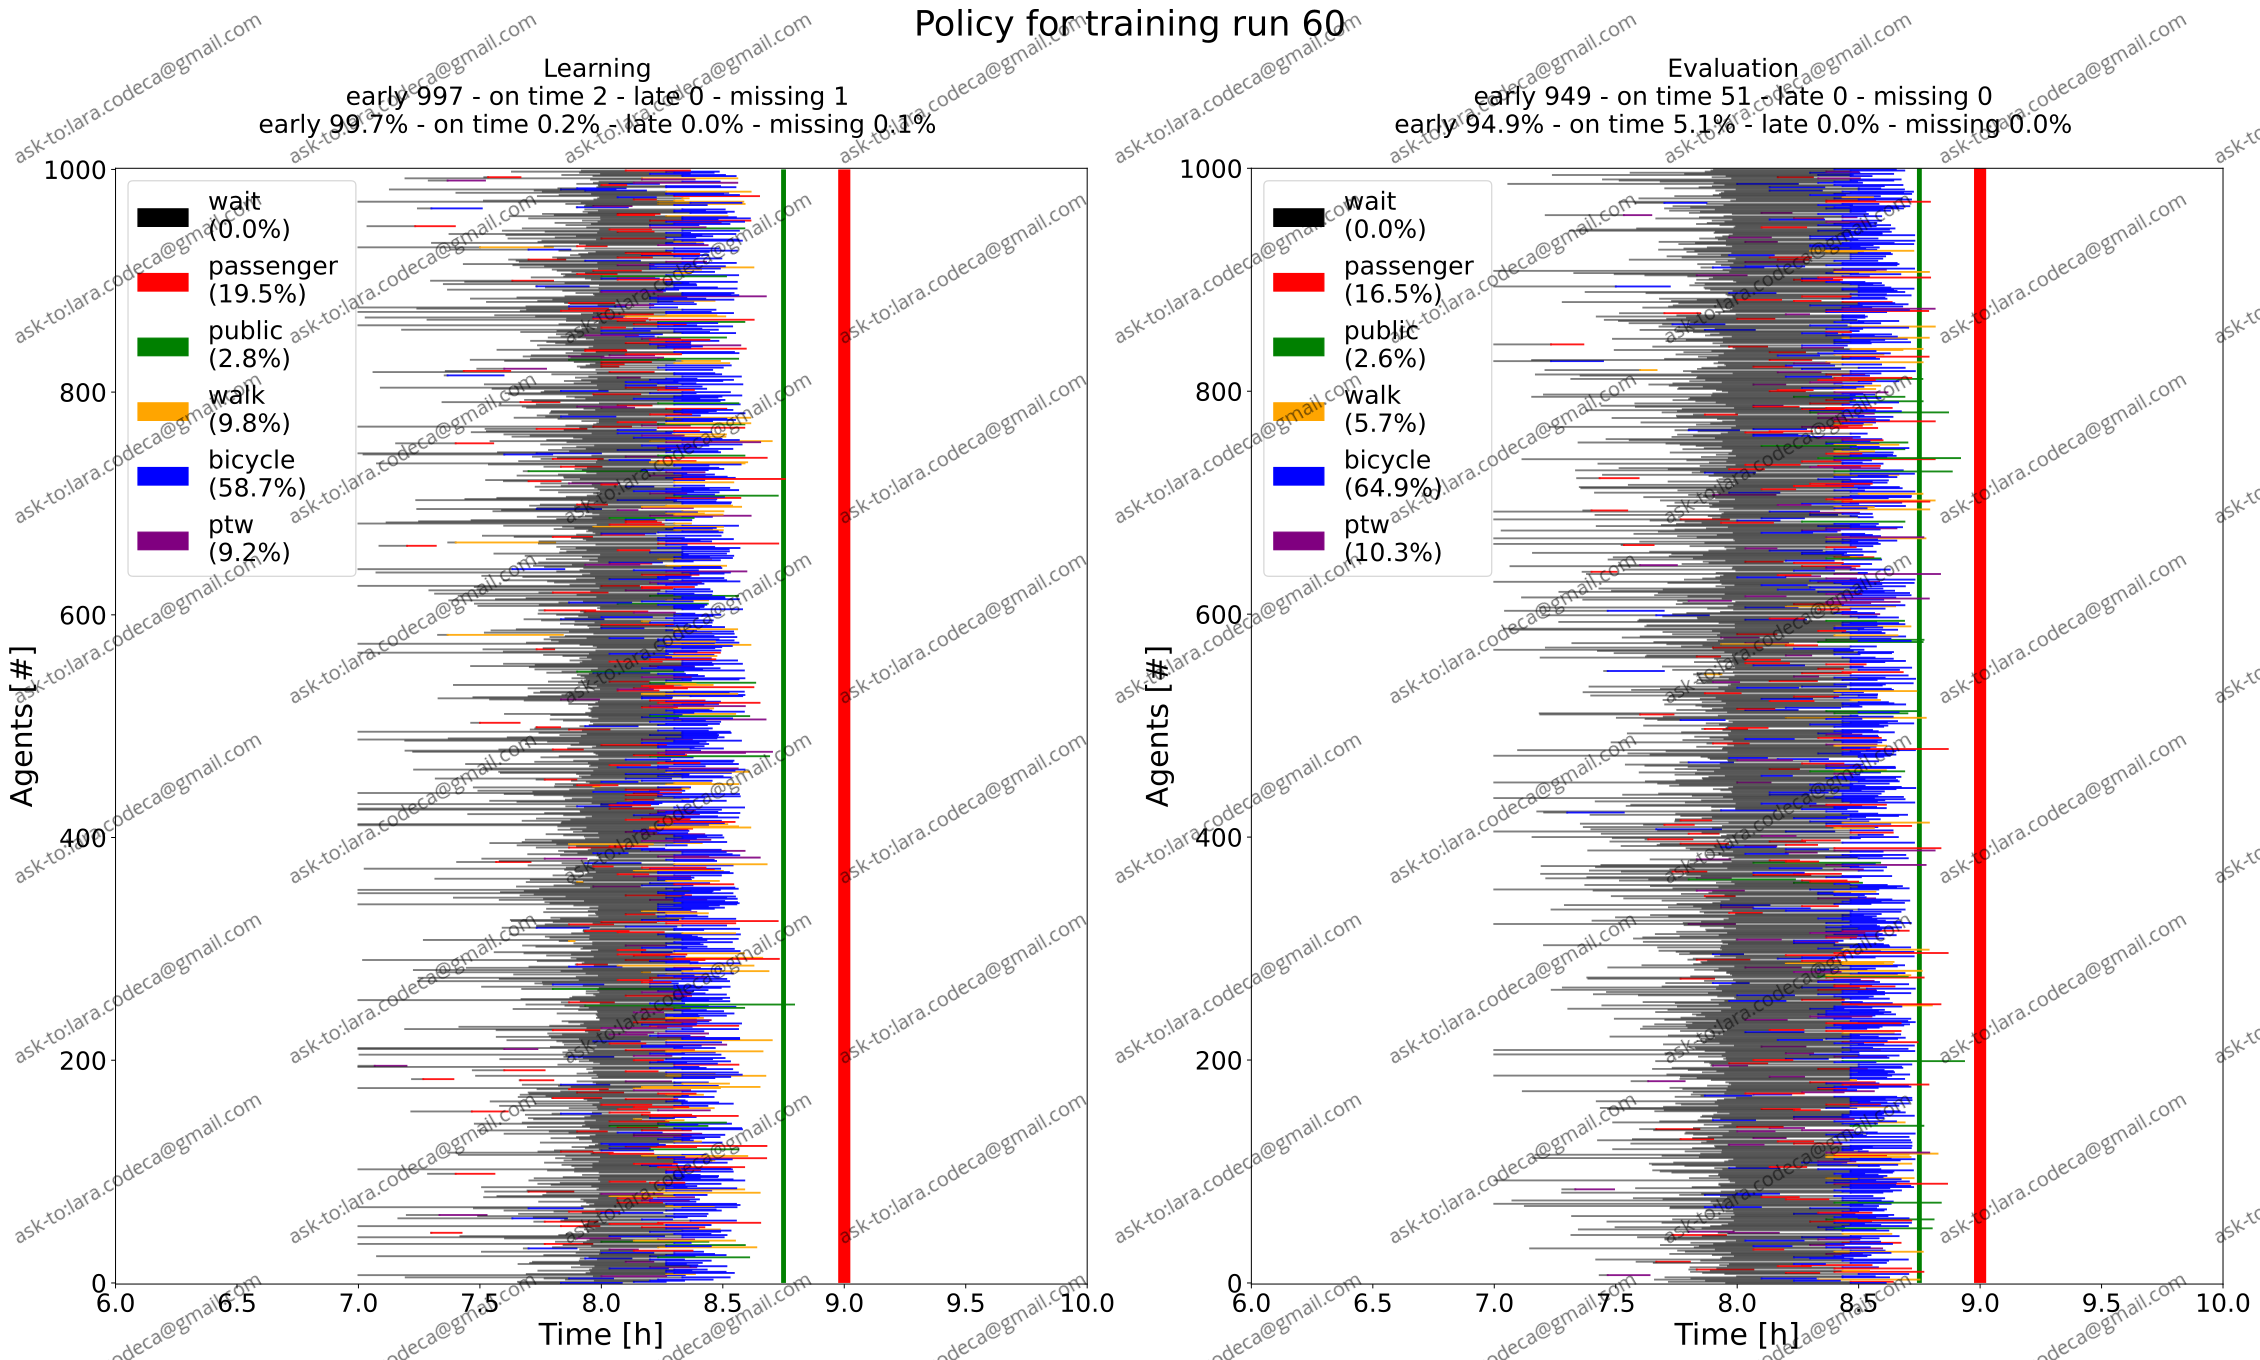 Policy for training run 60
Learning
early 997 - on time 2 - late 0 - missing 1
early 99.7% - on time 0.2% - late 0.0% - missing 0.1%
1000
800
600
400
200
0
Agents [#]
wait
(0.0%)
passenger
(19.5%)
public
(2.8%)
walk
(9.8%)
bicycle
(58.7%)
ptw
(9.2%)
6.0 6.5 7.0 7.5 8.0 8.5 9.0 9.5 10.0
Time [h]
Evaluation
early 949 - on time 51 - late 0 - missing 0
early 94.9% - on time 5.1% - late 0.0% - missing 0.0%
1000
800
600
400
200
0
Agents [#]
wait
(0.0%)
passenger
(16.5%)
public
(2.6%)
walk
(5.7%)
bicycle
(64.9%)
ptw
(10.3%)
6.0 6.5 7.0 7.5 8.0 8.5 9.0 9.5 10.0
Time [h]
ask-to:lara.codeca@gmail.com